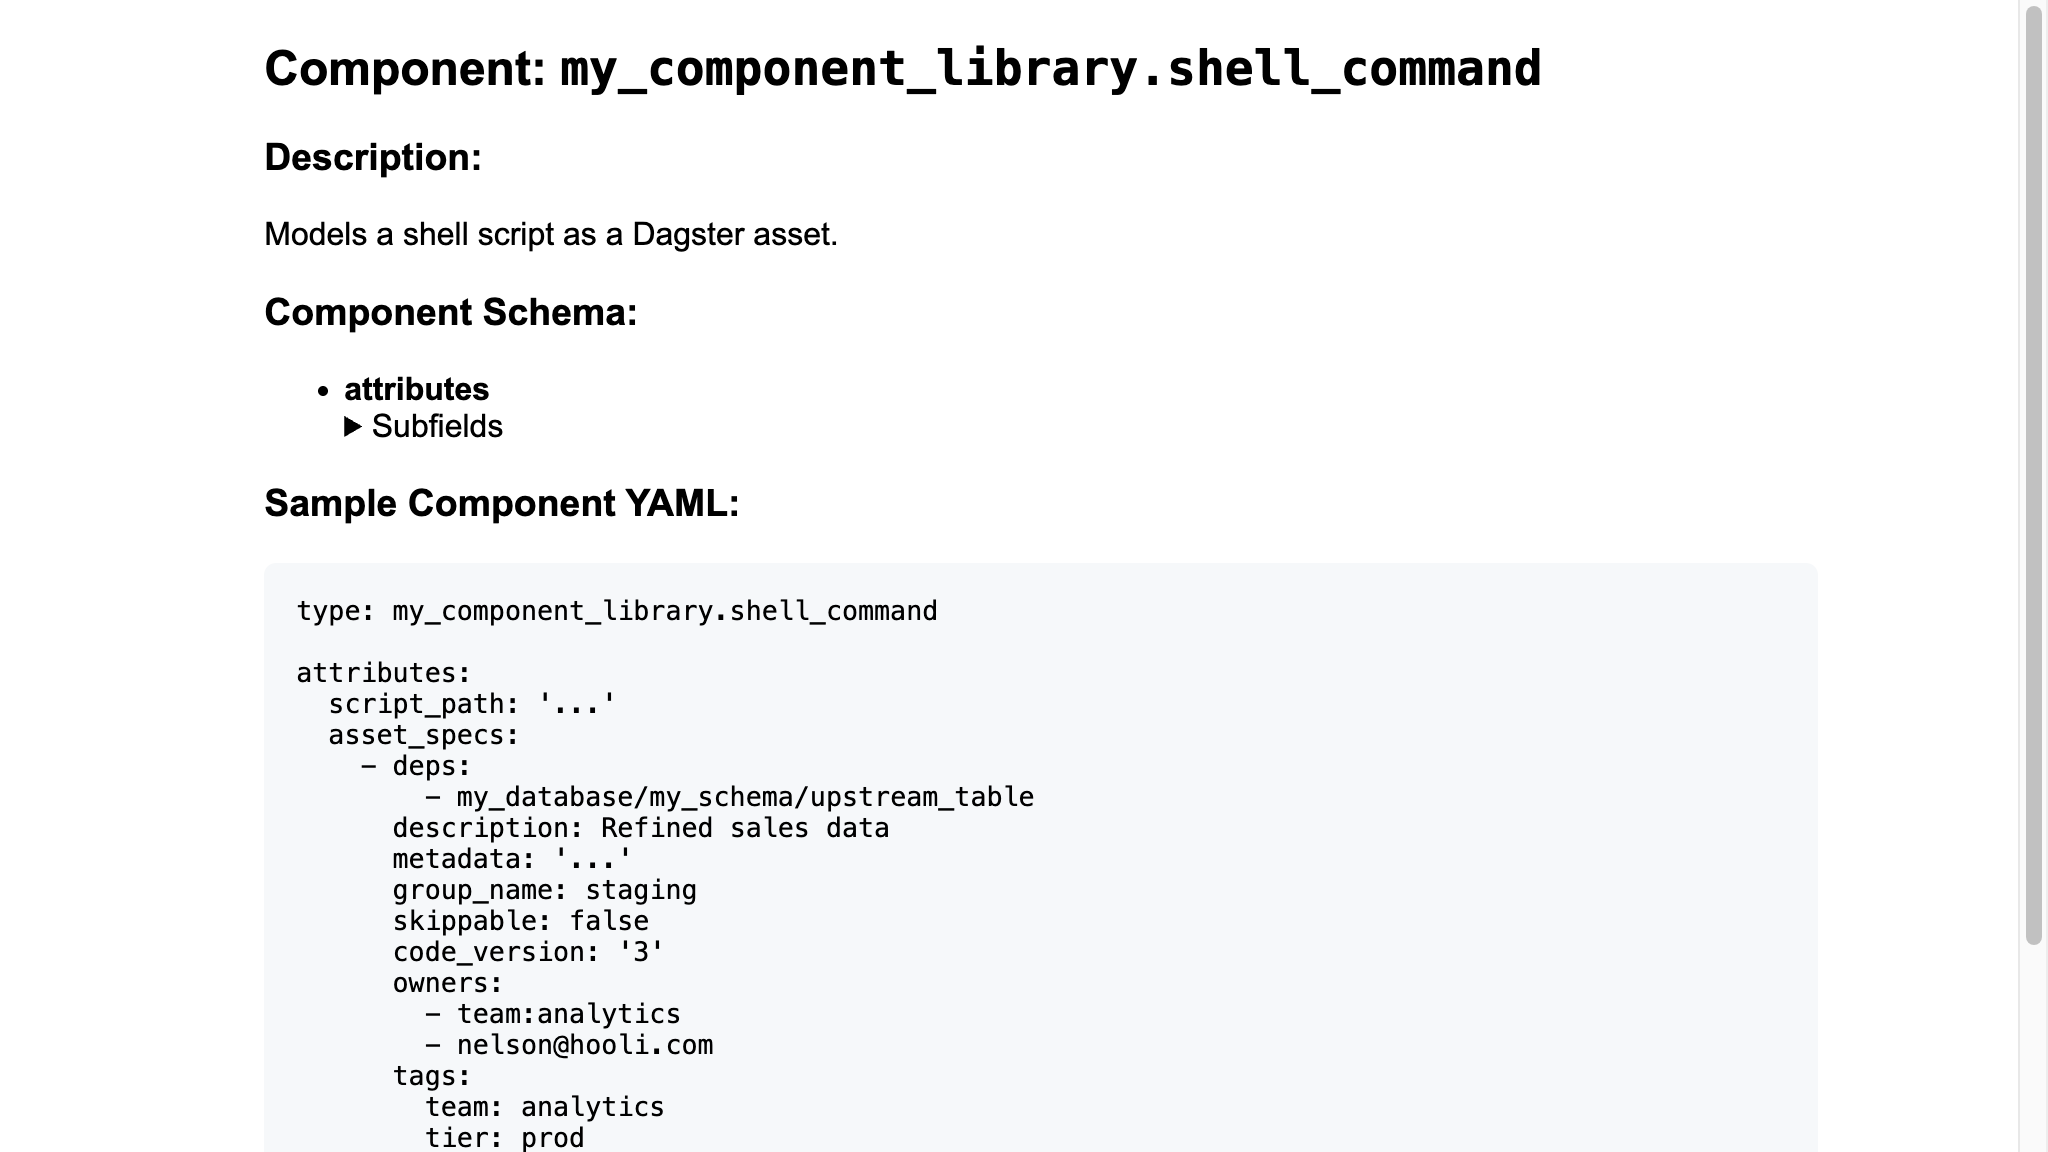 Component: my_component_library.shell_command
Description:
Models a shell script as a Dagster asset.
Component Schema:
• attributes
▶ Subfields
Sample Component YAML:
type: my_component_library.shell_command
attributes:
  script_path: '...'
  asset_specs:
    - deps:
        - my_database/my_schema/upstream_table
      description: Refined sales data
      metadata: '...'
      group_name: staging
      skippable: false
      code_version: '3'
      owners:
        - team:analytics
        - nelson@hooli.com
      tags:
        team: analytics
        tier: prod